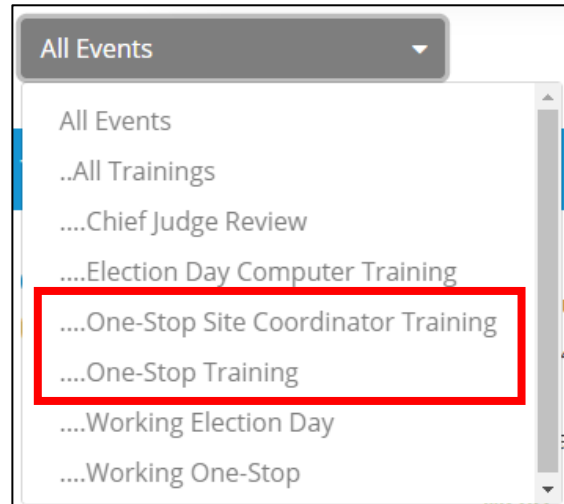 All Events
All Events
..All Trainings
....Chief Judge Review
....Election Day Computer Training
....One-Stop Site Coordinator Training
....One-Stop Training
....Working Election Day
....Working One-Stop